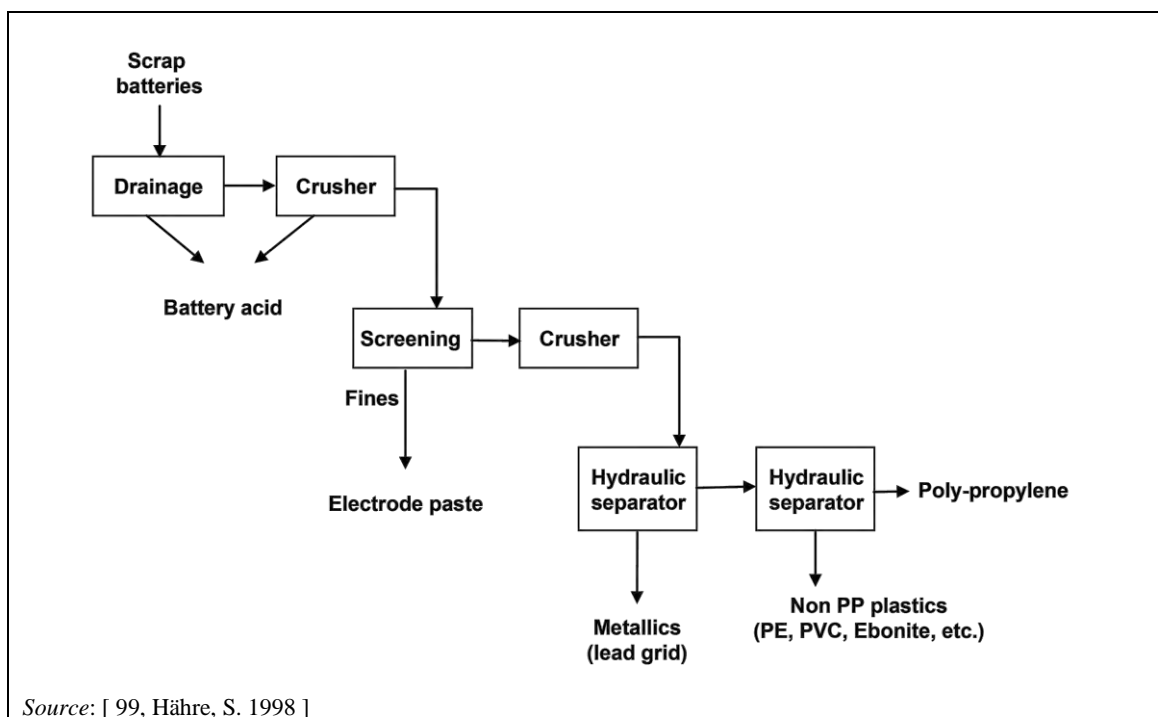 Scrap
batteries
Drainage
Crusher
Battery acid
Screening
Crusher
Fines
Electrode paste
Hydraulic
separator
Hydraulic
separator
Poly-propylene
Metallics
(lead grid)
Non PP plastics
(PE, PVC, Ebonite, etc.)
Source: [ 99, Hähre, S. 1998 ]